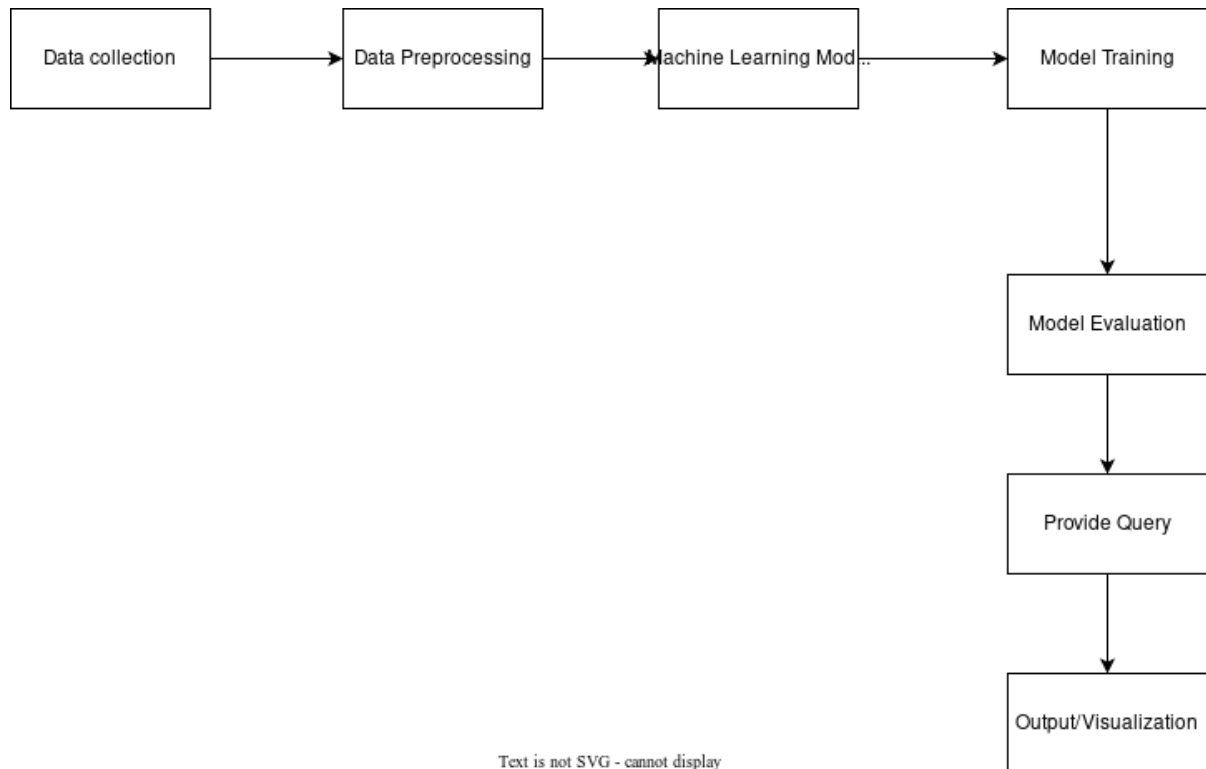 Data collection
Data Preprocessing
Machine Learning Mod...
Model Training
Model Evaluation
Provide Query
Output/Visualization
Text is not SVG - cannot display